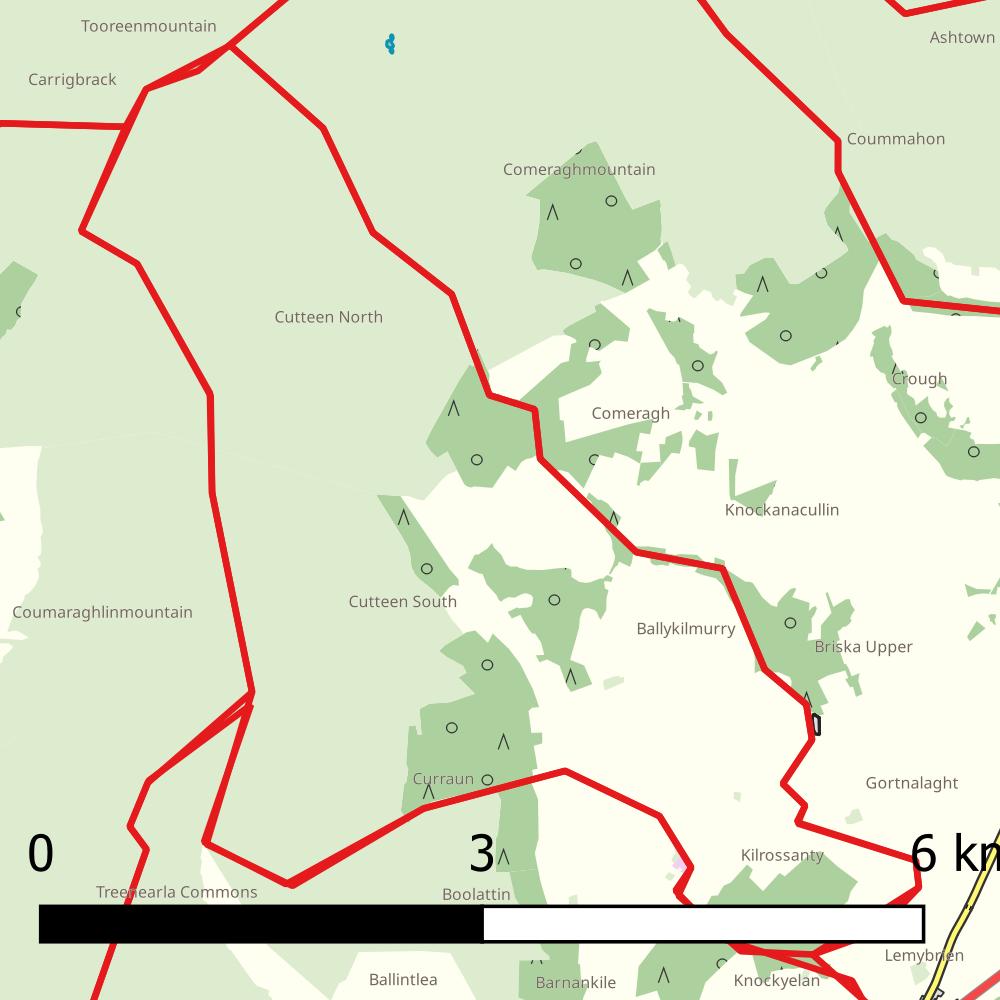 Tooreenmountain
Ashtown
Carrigbrack
Coummahon
Comeraghmountain
Cutteen North
Crough
Comeragh
Knockanacullin
Cutteen South
Coumaraghlinmountain
Ballykilmurry
Briska Upper
Curraun
Gortnalaght
0 3 6 km
Kilrossanty
Treenearla Commons
Boolattin
Lemybrien
Ballintlea
Barnankile
Knockyelan